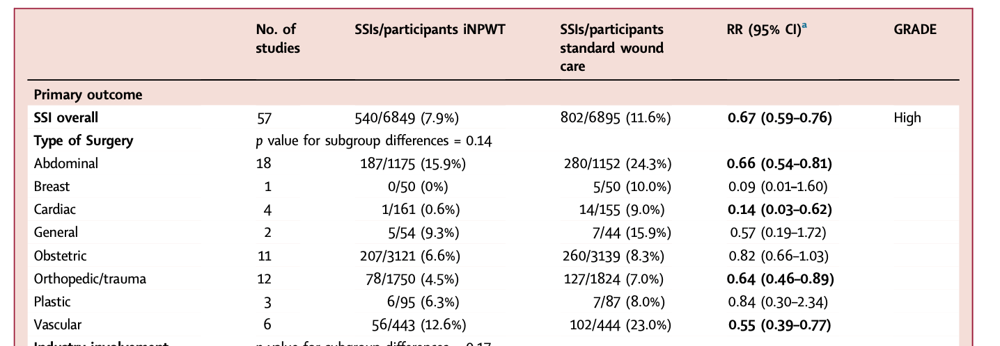 No. of studies SSIs/participants iNPWT SSIs/participants standard wound care RR (95% CI)a GRADE
Primary outcome
SSI overall 57 540/6849 (7.9%) 802/6895 (11.6%) 0.67 (0.59–0.76) High
Type of Surgery p value for subgroup differences = 0.14
Abdominal 18 187/1175 (15.9%) 280/1152 (24.3%) 0.66 (0.54–0.81)
Breast 1 0/50 (0%) 5/50 (10.0%) 0.09 (0.01–1.60)
Cardiac 4 1/161 (0.6%) 14/155 (9.0%) 0.14 (0.03–0.62)
General 2 5/54 (9.3%) 7/44 (15.9%) 0.57 (0.19–1.72)
Obstetric 11 207/3121 (6.6%) 260/3139 (8.3%) 0.82 (0.66–1.03)
Orthopedic/trauma 12 78/1750 (4.5%) 127/1824 (7.0%) 0.64 (0.46–0.89)
Plastic 3 6/95 (6.3%) 7/87 (8.0%) 0.84 (0.30–2.34)
Vascular 6 56/443 (12.6%) 102/444 (23.0%) 0.55 (0.39–0.77)
Industry involvement p value for subgroup differences = 0.17